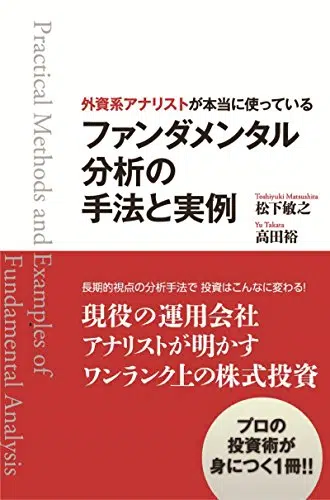 Practical Methods and Examples of
Fundamental Analysis
外資系アナリストが本当に使っている
ファンダメンタル
分析の
手法と実例
Toshiyuki Matsushita
松下敏之
Yu Takara
高田裕
長期的視点の分析手法で 投資はこんなに変わる!
現役の運用会社
アナリストが明かす
ワンランク上の株式投資
プロの
投資術が
身につく1冊!!